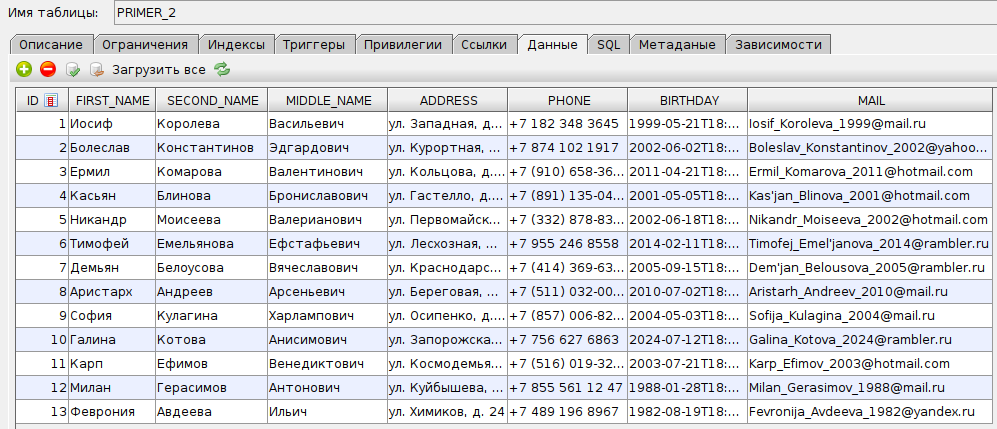 Имя таблицы: PRIMER_2
Описание Ограничения Индексы Триггеры Привилегии Ссылки Данные SQL Метаданые Зависимости
Загрузить все
ID FIRST_NAME SECOND_NAME MIDDLE_NAME ADDRESS PHONE BIRTHDAY MAIL
1 Иосиф Королева Васильевич ул. Западная, д... +7 182 348 3645 1999-05-21T18:... Iosif_Koroleva_1999@mail.ru
2 Болеслав Константинов Эдгардович ул. Курортная, ... +7 874 102 1917 2002-06-02T18:... Boleslav_Konstantinov_2002@yahoo...
3 Ермил Комарова Валентинович ул. Кольцова, д... +7 (910) 658-36... 2011-04-21T18:... Ermil_Komarova_2011@hotmail.com
4 Касьян Блинова Брониславович ул. Гастелло, д... +7 (891) 135-04... 2001-05-05T18:... Kas'jan_Blinova_2001@hotmail.com
5 Никандр Моисеева Валерианович ул. Первомайск... +7 (332) 878-83... 2002-06-18T18:... Nikandr_Moiseeva_2002@hotmail.com
6 Тимофей Емельянова Ефстафьевич ул. Лесхозная, ... +7 955 246 8558 2014-02-11T18:... Timofej_Emel'janova_2014@rambler.ru
7 Демьян Белоусова Вячеславович ул. Краснодарс... +7 (414) 369-63... 2005-09-15T18:... Dem'jan_Belousova_2005@rambler.ru
8 Аристарх Андреев Арсеньевич ул. Береговая, ... +7 (511) 032-00... 2010-07-02T18:... Aristarh_Andreev_2010@mail.ru
9 София Кулагина Харлампович ул. Осипенко, д.... +7 (857) 006-82... 2004-05-03T18:... Sofija_Kulagina_2004@mail.ru
10 Галина Котова Анисимович ул. Запорожска... +7 756 627 6863 2024-07-12T18:... Galina_Kotova_2024@rambler.ru
11 Карп Ефимов Венедиктович ул. Космодемья... +7 (516) 019-32... 2003-07-21T18:... Karp_Efimov_2003@hotmail.com
12 Милан Герасимов Антонович ул. Куйбышева, ... +7 855 561 12 47 1988-01-28T18:... Milan_Gerasimov_1988@mail.ru
13 Феврония Авдеева Ильич ул. Химиков, д. 24 +7 489 196 8967 1982-08-19T18:... Fevronija_Avdeeva_1982@yandex.ru